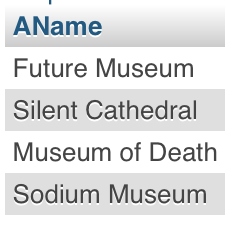 AName
Future Museum
Silent Cathedral
Museum of Death
Sodium Museum